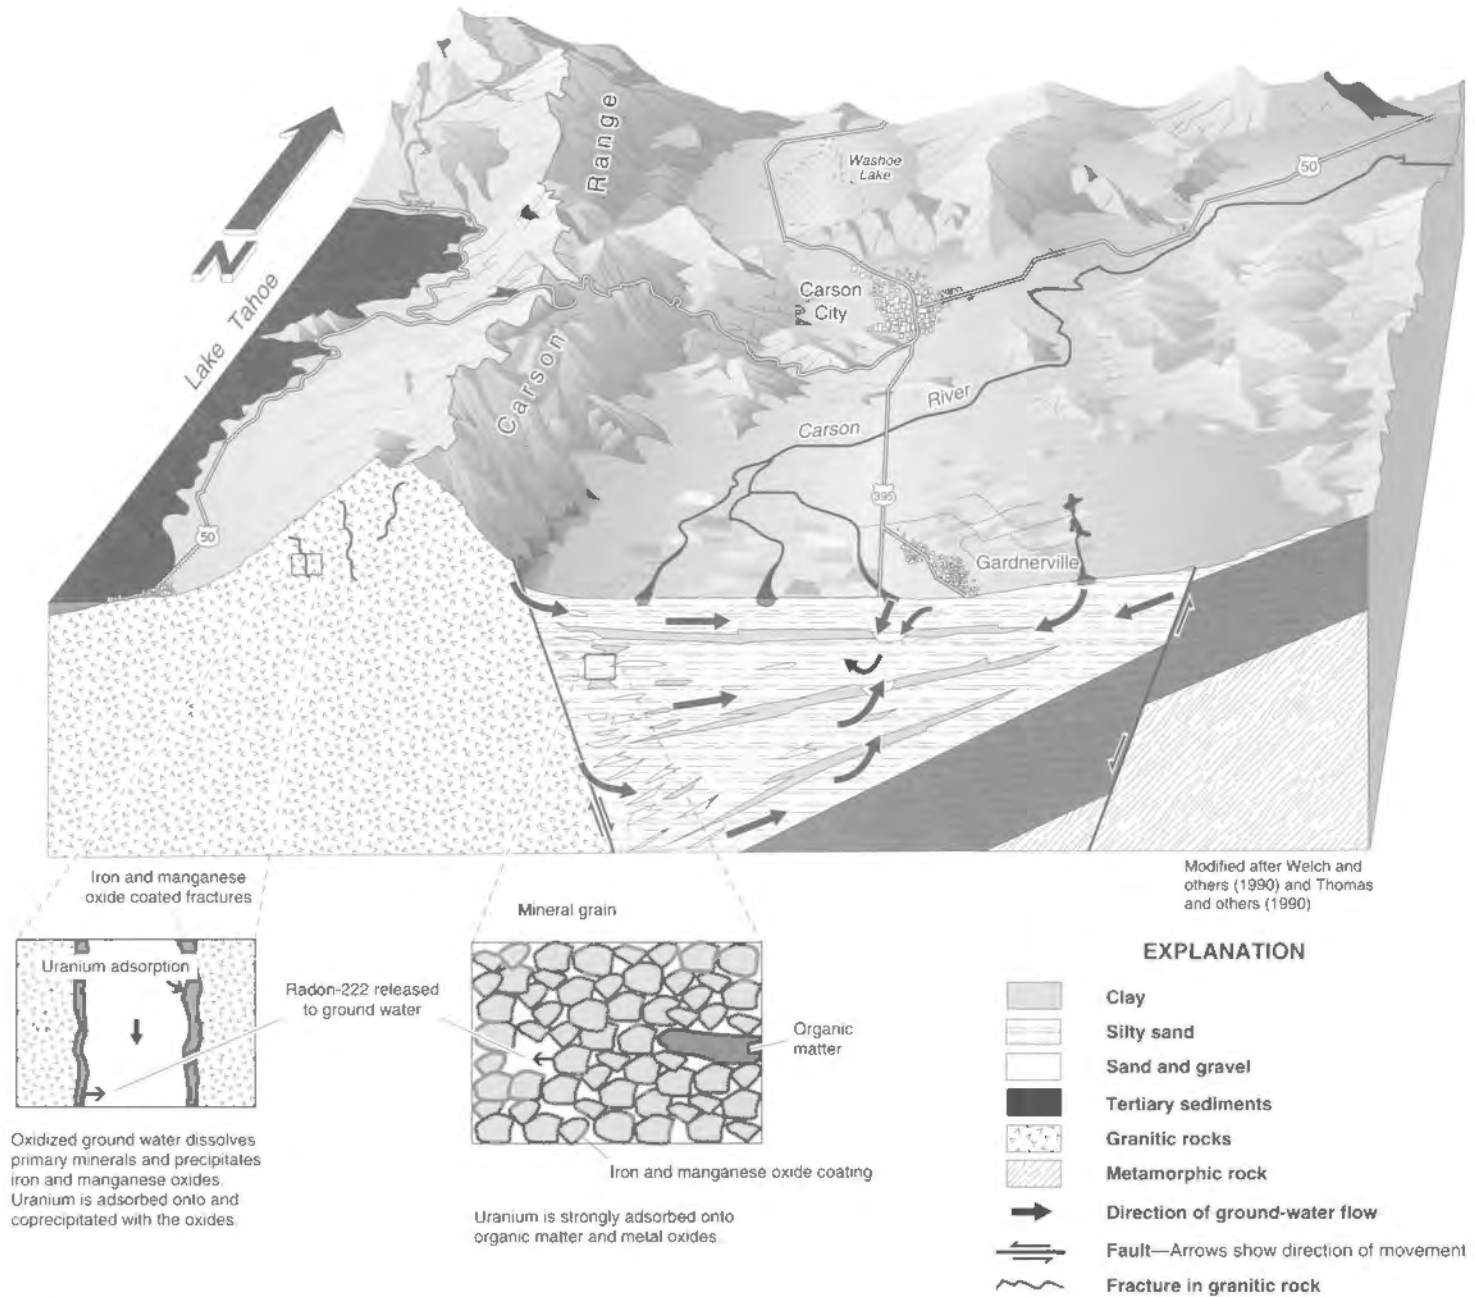 Range
Washoe
Lake
50
N
Lake Tahoe
Carson
City
Carson
River
Carson
395
50
Gardnerville
Modified after Welch and
others (1990) and Thomas
and others (1990)
Iron and manganese
oxide coated fractures
Uranium adsorption
Radon-222 released
to ground water
Oxidized ground water dissolves
primary minerals and precipitates
iron and manganese oxides.
Uranium is adsorbed onto and
coprecipitated with the oxides.
Mineral grain
Organic
matter
Iron and manganese oxide coating
Uranium is strongly adsorbed onto
organic matter and metal oxides.
EXPLANATION
Clay
Silty sand
Sand and gravel
Tertiary sediments
Granitic rocks
Metamorphic rock
Direction of ground-water flow
Fault—Arrows show direction of movement
Fracture in granitic rock